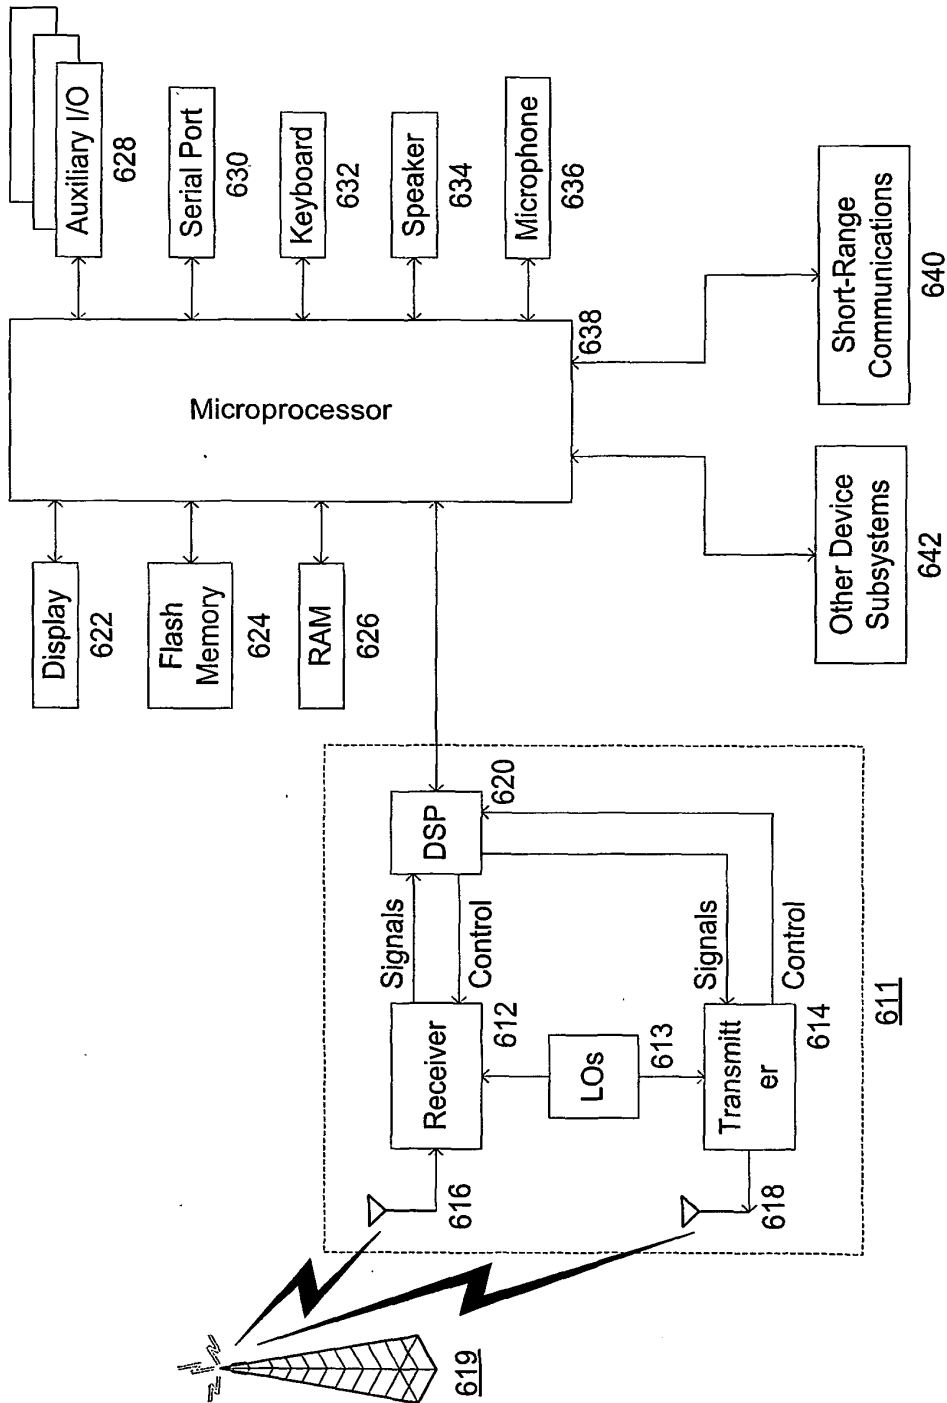 Auxiliary I/O
628
Serial Port
630
Keyboard
632
Speaker
634
Microphone
636
Microprocessor
638
Short-Range
Communications
640
Other Device
Subsystems
642
Display
622
Flash
Memory
624
RAM
626
DSP
620
Signals
Control
Receiver
612
LOs
613
Signals
Control
Transmitt
er
614
616
618
611
619